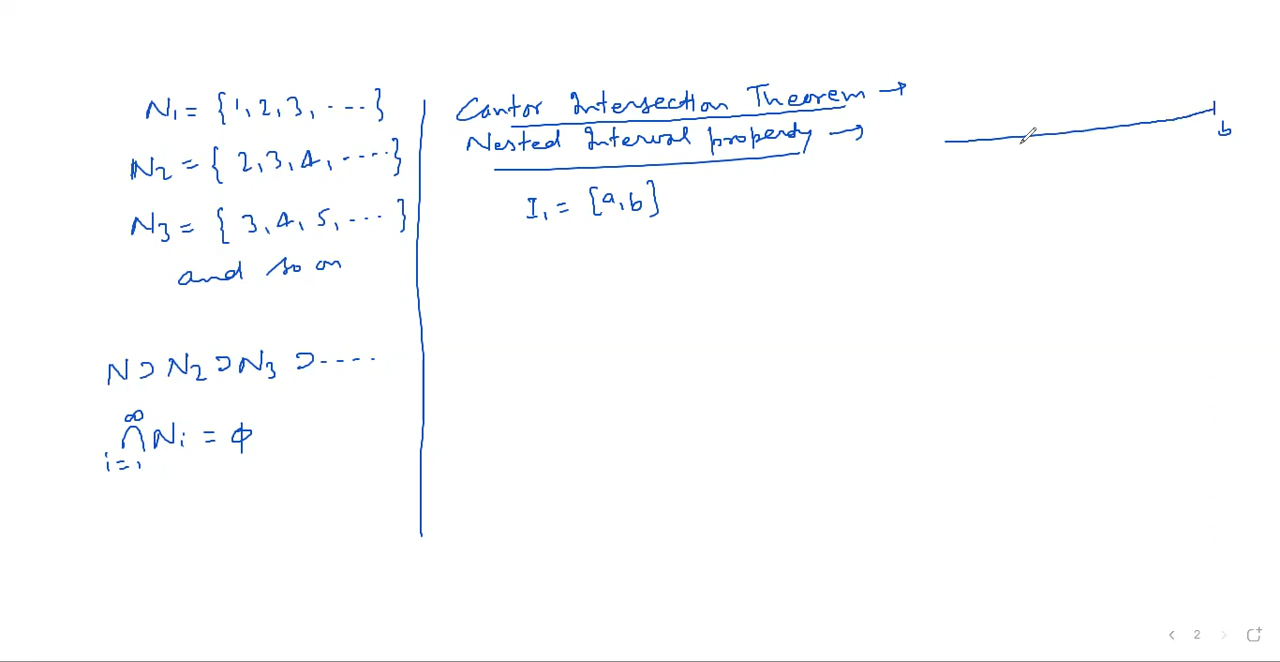 N₁ = {1, 2, 3, ----}
N₂ = { 2, 3, 4, ----}
N₃ = { 3, 4, 5, --- }
and so on
N ⊃ N₂ ⊃ N₃ ⊃ ----
∞
∩ Nᵢ = ϕ
i=1
Cantor Intersection Theorem →
Nested Interval property →
I₁ = [a, b]
b
2